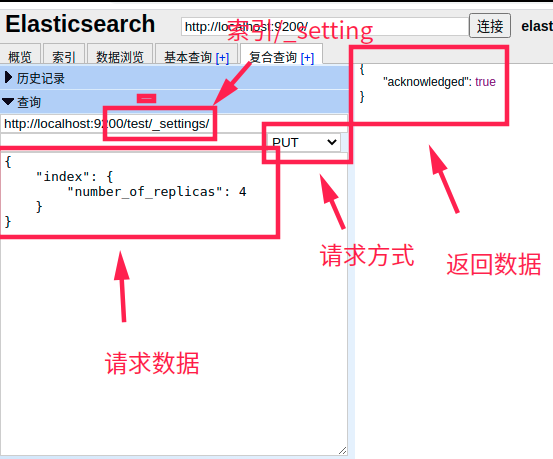 Elasticsearch
http://localhost:9200/
连接
elast
索引/_setting
概览
索引
数据浏览
基本查询 [+]
复合查询 [+]
历史记录
查询
http://localhost:9200/test/_settings/
PUT
{
"index": {
"number_of_replicas": 4
}
}
{
"acknowledged": true
}
请求方式
返回数据
请求数据